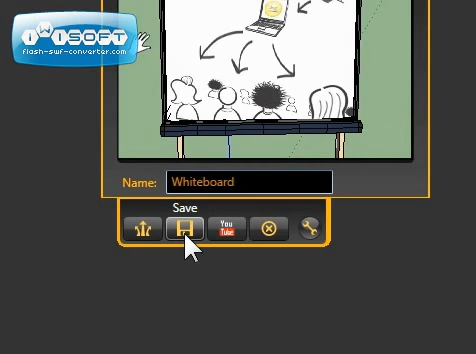 iWiSOFT
flash-swf-converter.com
Name: Whiteboard
Save
You
Tube